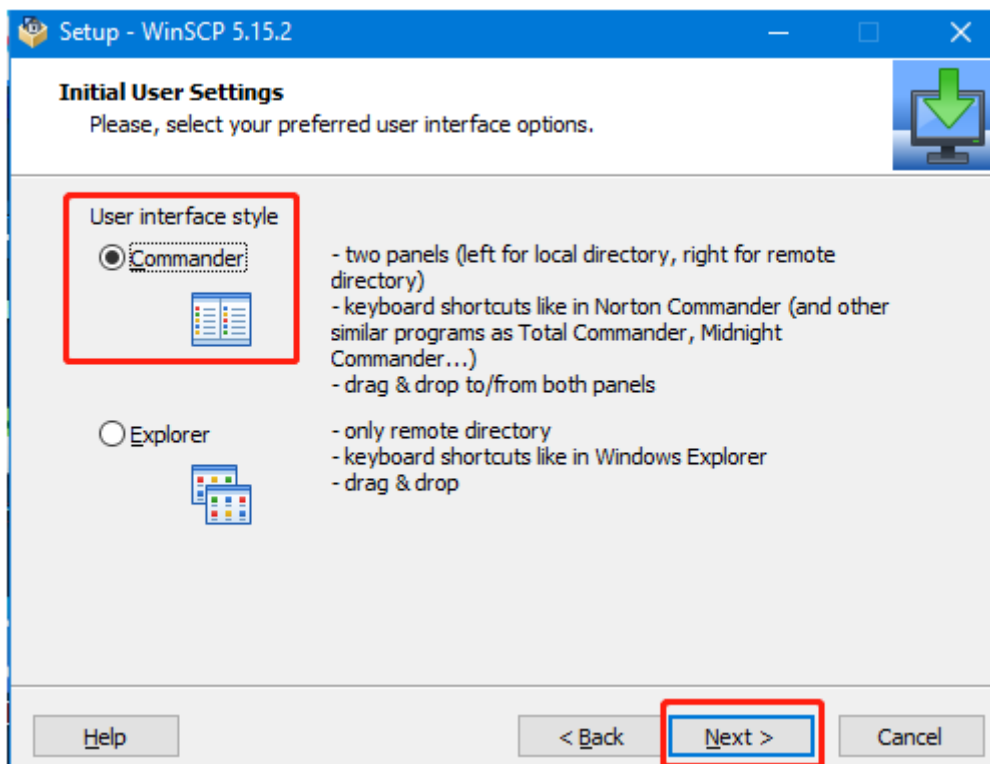 Setup - WinSCP 5.15.2
Initial User Settings
Please, select your preferred user interface options.
User interface style
Commander
- two panels (left for local directory, right for remote
directory)
- keyboard shortcuts like in Norton Commander (and other
similar programs as Total Commander, Midnight
Commander...)
- drag & drop to/from both panels
Explorer
- only remote directory
- keyboard shortcuts like in Windows Explorer
- drag & drop
Help
< Back
Next >
Cancel